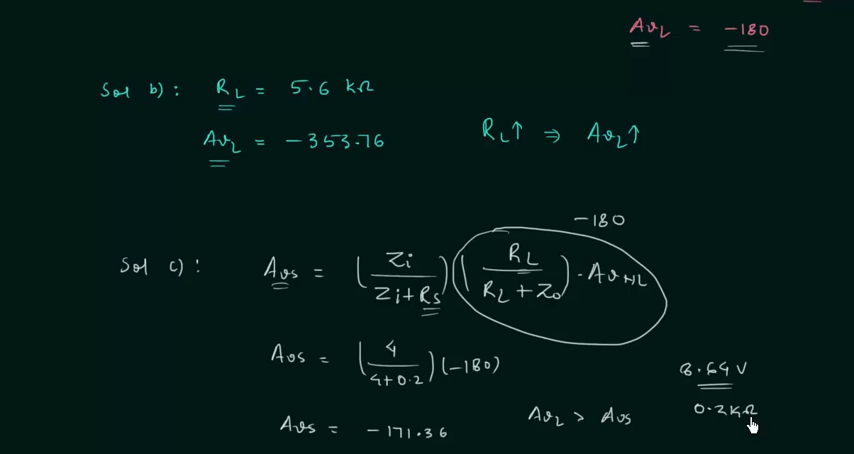 Av_L = -180
Sol b): R_L = 5.6 kΩ
Av_L = -353.76
R_L↑ ⇒ Av_L↑
-180
Sol c): Avs = (Zi / Zi+Rs) (R_L / R_L+Zo) · Av_NL
Avs = (4 / 4+0.2) (-180)
8.64 V
0.2 kΩ
Av_L > Avs
Avs = -171.36